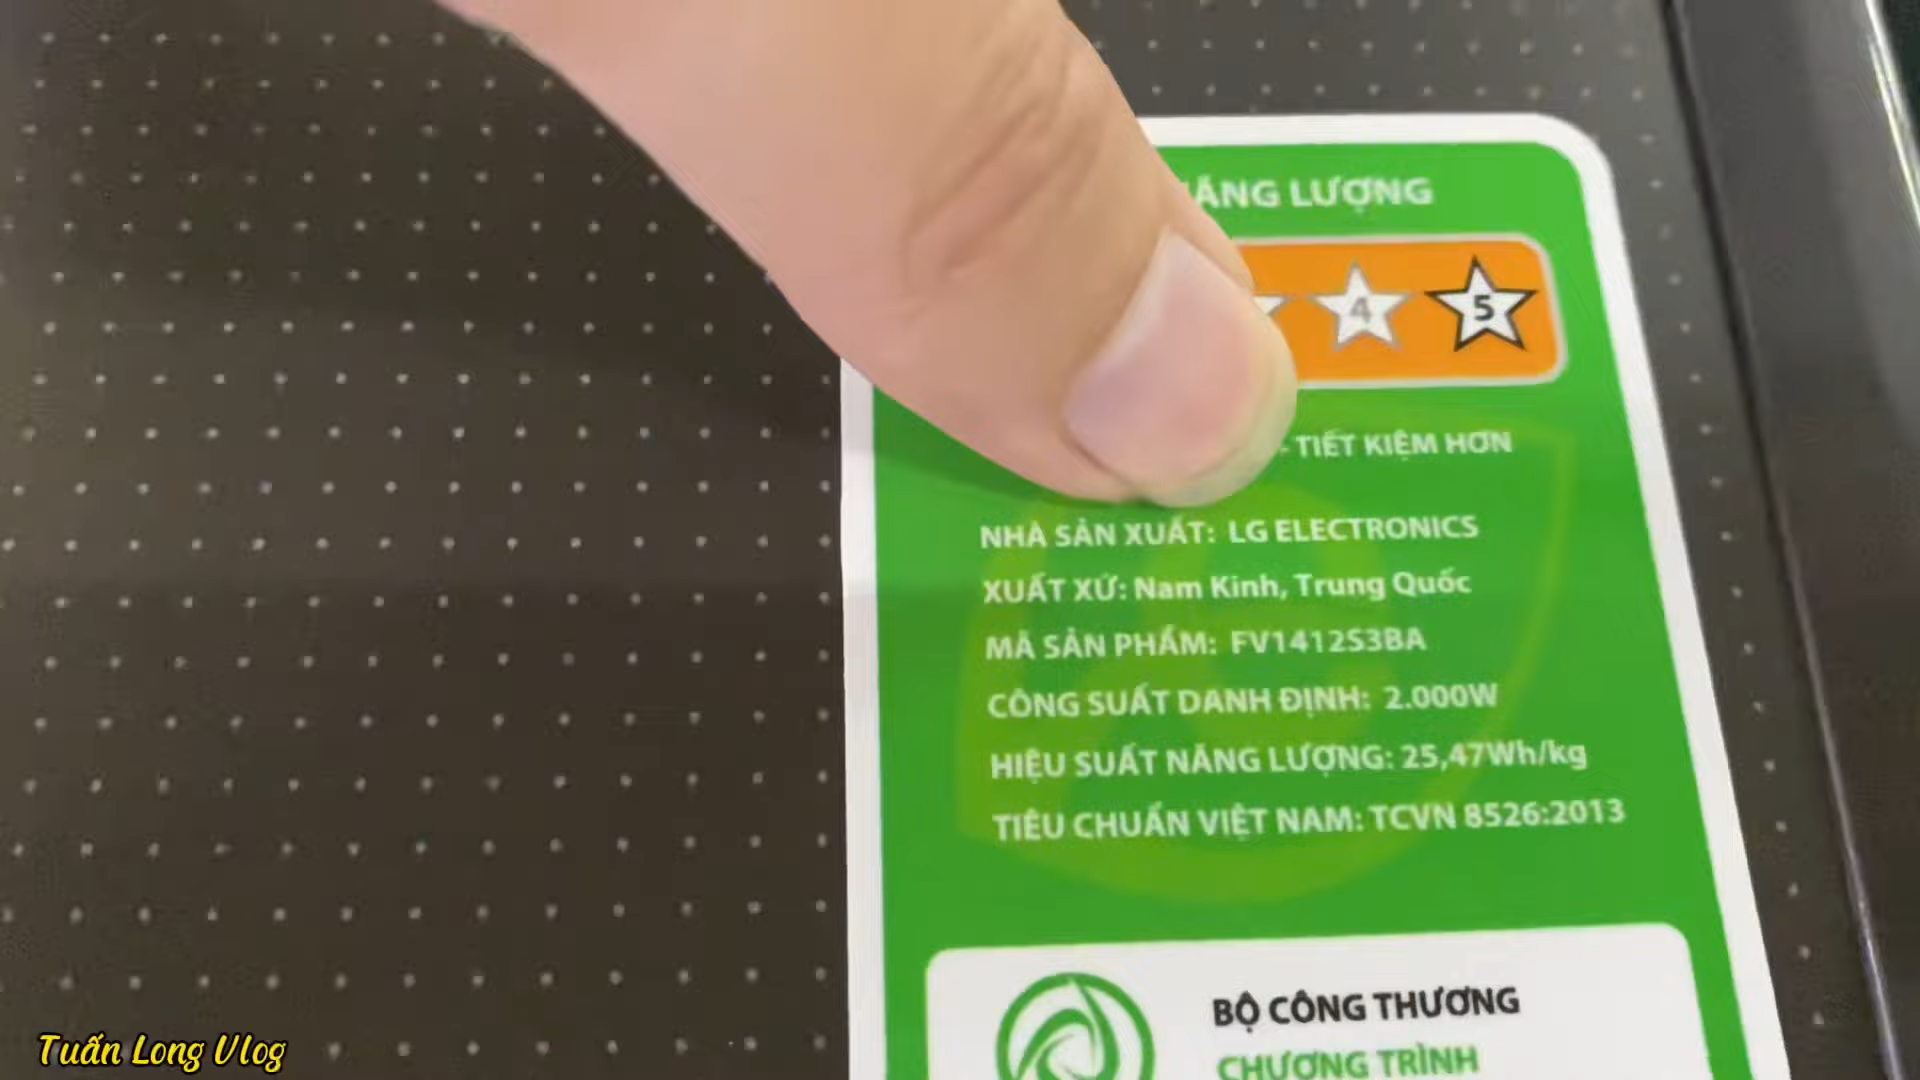 NĂNG LƯỢNG
4 5
- TIẾT KIỆM HƠN
NHÀ SẢN XUẤT: LG ELECTRONICS
XUẤT XỨ: Nam Kinh, Trung Quốc
MÃ SẢN PHẨM: FV1412S3BA
CÔNG SUẤT DANH ĐỊNH: 2.000W
HIỆU SUẤT NĂNG LƯỢNG: 25,47Wh/kg
TIÊU CHUẨN VIỆT NAM: TCVN 8526:2013
BỘ CÔNG THƯƠNG
CHƯƠNG TRÌNH
Tuấn Long Vlog